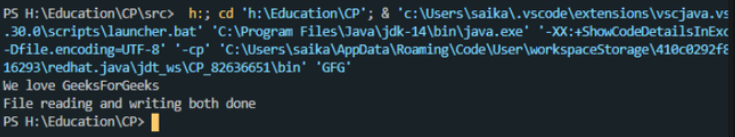 PS H:\Education\CP\src>  h:; cd 'h:\Education\CP'; & 'c:\Users\saika\.vscode\extensions\vscjava.vs
.30.0\scripts\launcher.bat' 'C:\Program Files\Java\jdk-14\bin\java.exe' '-XX:+ShowCodeDetailsInExc
-Dfile.encoding=UTF-8' '-cp' 'C:\Users\saika\AppData\Roaming\Code\User\workspaceStorage\410c0292f8
16293\redhat.java\jdt_ws\CP_82636651\bin' 'GFG'
We love GeeksForGeeks
File reading and writing both done
PS H:\Education\CP>